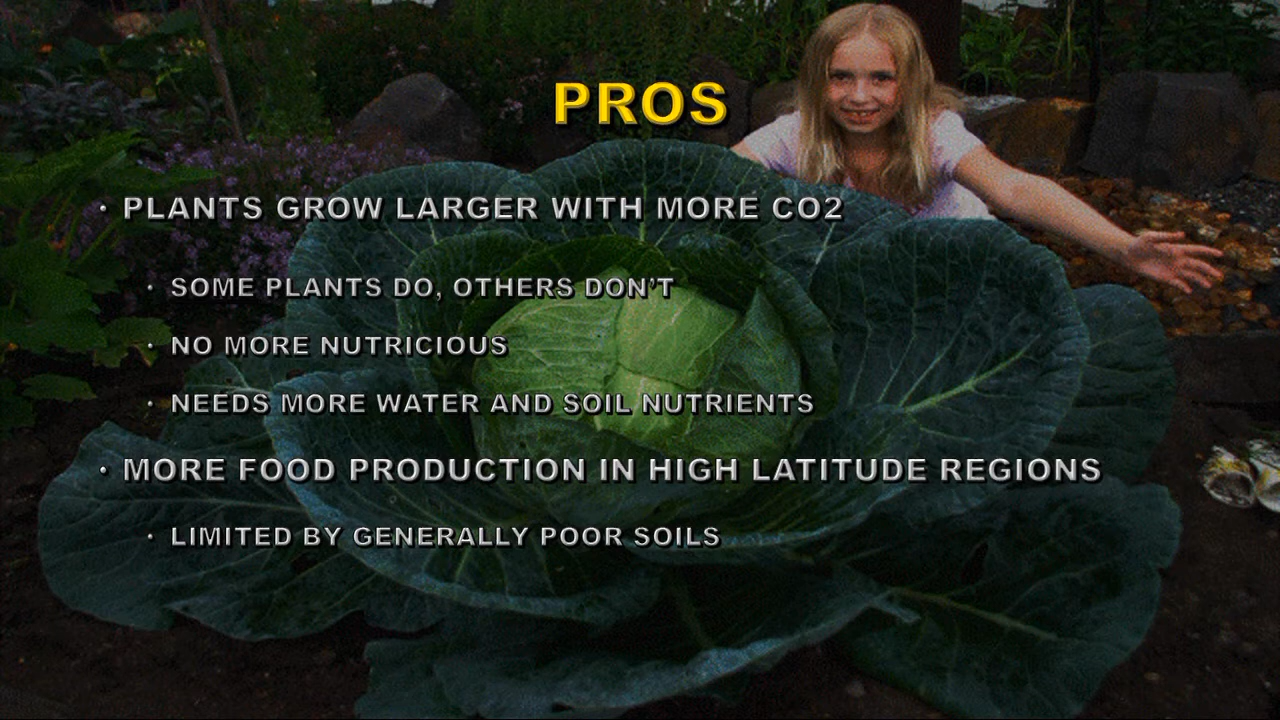 PROS
• PLANTS GROW LARGER WITH MORE CO2
• SOME PLANTS DO, OTHERS DON'T
• NO MORE NUTRICIOUS
• NEEDS MORE WATER AND SOIL NUTRIENTS
• MORE FOOD PRODUCTION IN HIGH LATITUDE REGIONS
• LIMITED BY GENERALLY POOR SOILS